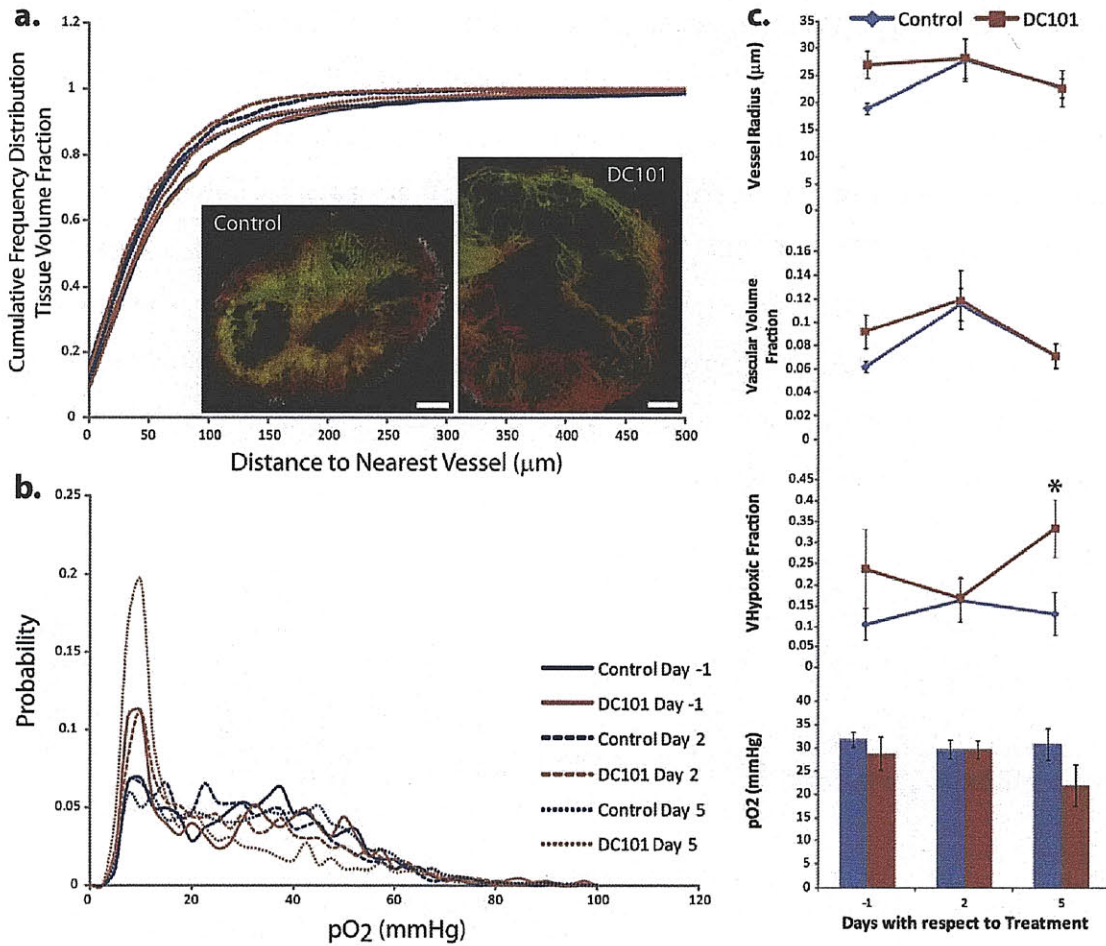 a.
1.2
1
0.8
0.6
0.4
0.2
0
Cumulative Frequency Distribution
Tissue Volume Fraction
Control
DC101
0 50 100 150 200 250 300 350 400 450 500
Distance to Nearest Vessel (μm)
b.
0.25
0.2
0.15
0.1
0.05
0
Probability
Control Day -1
DC101 Day -1
Control Day 2
DC101 Day 2
Control Day 5
DC101 Day 5
0 20 40 60 80 100 120
pO2 (mmHg)
c.
Control DC101
35
30
25
20
15
10
5
0
Vessel Radius (μm)
0.16
0.14
0.12
0.1
0.08
0.06
0.04
0.02
0
Vascular Volume
Fraction
0.45
0.4
0.35
0.3
0.25
0.2
0.15
0.1
0.05
0
VHypoxic Fraction
*
40
35
30
25
20
15
10
5
0
pO2 (mmHg)
-1 2 5
Days with respect to Treatment